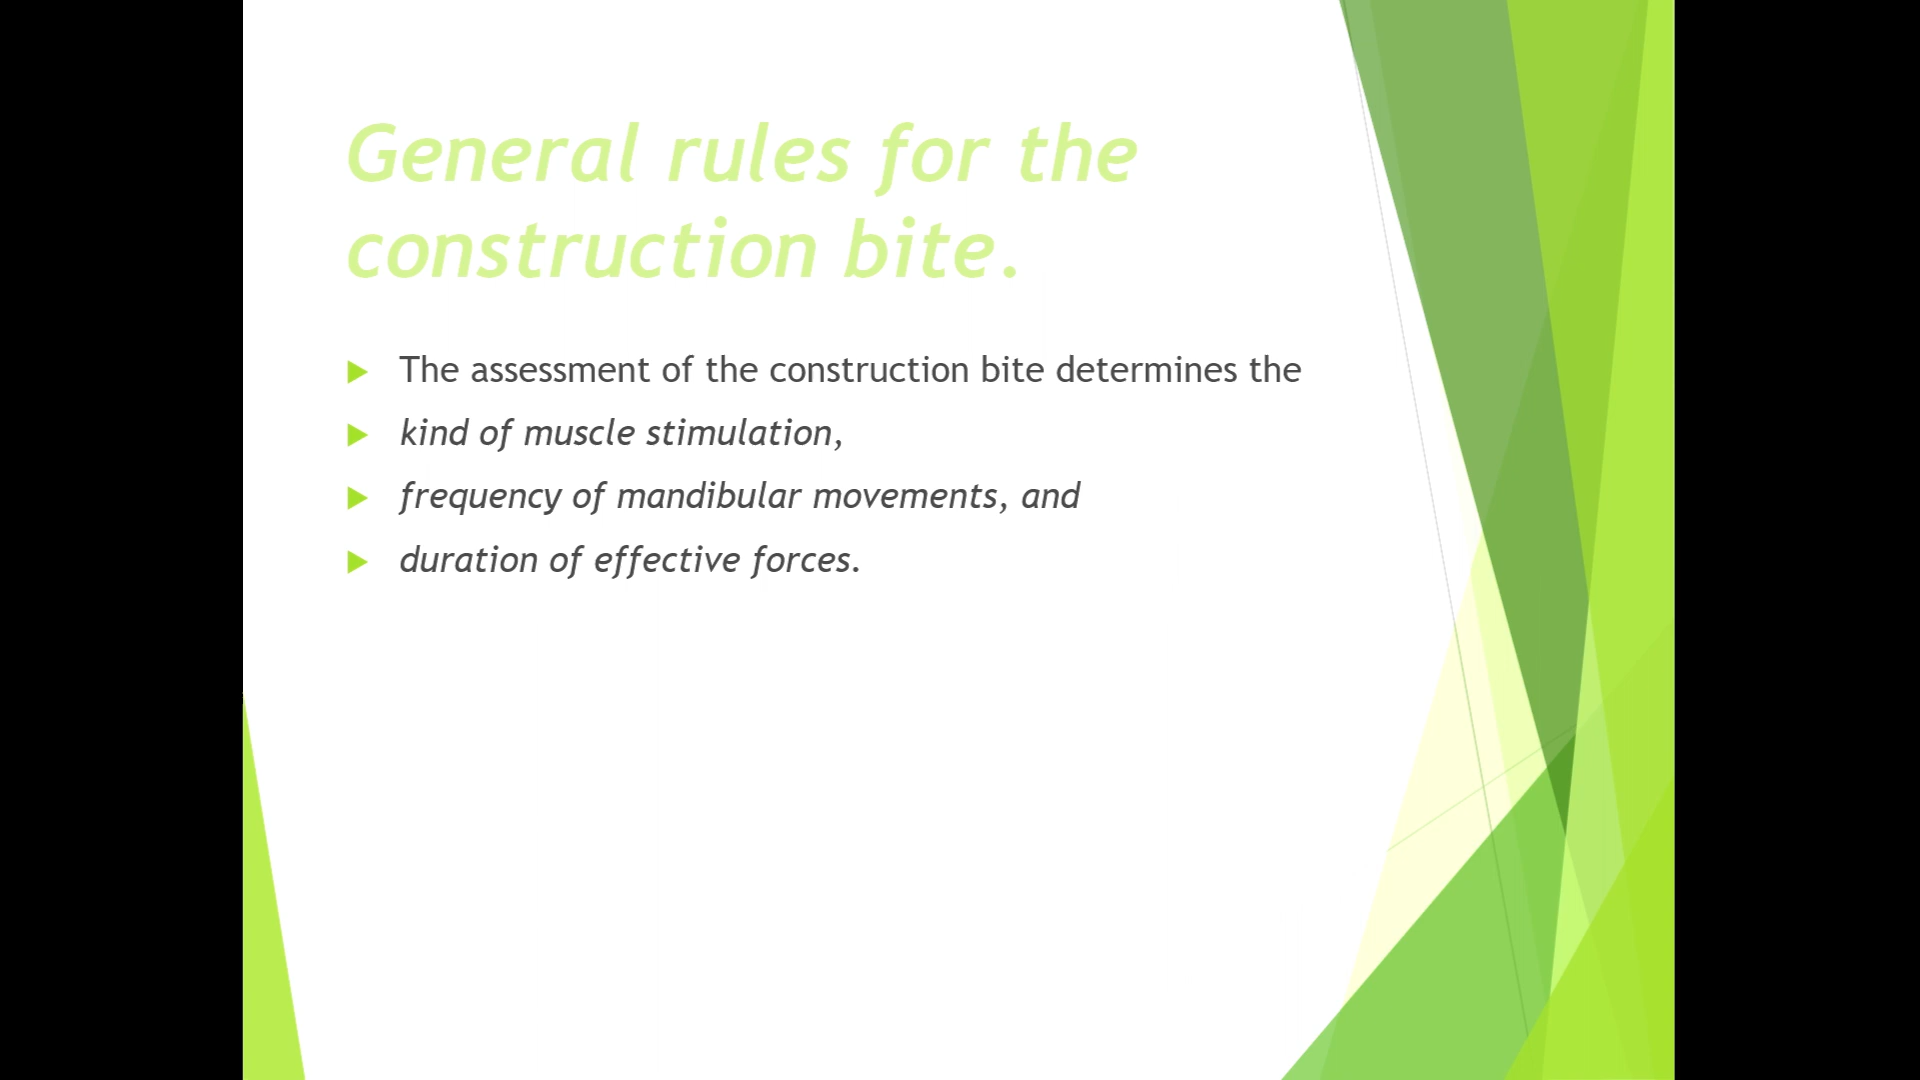 General rules for the
construction bite.
The assessment of the construction bite determines the
kind of muscle stimulation,
frequency of mandibular movements, and
duration of effective forces.